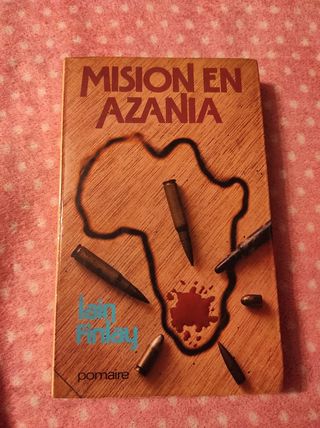 MISION EN
AZANIA
iain
Finlay
pomaire